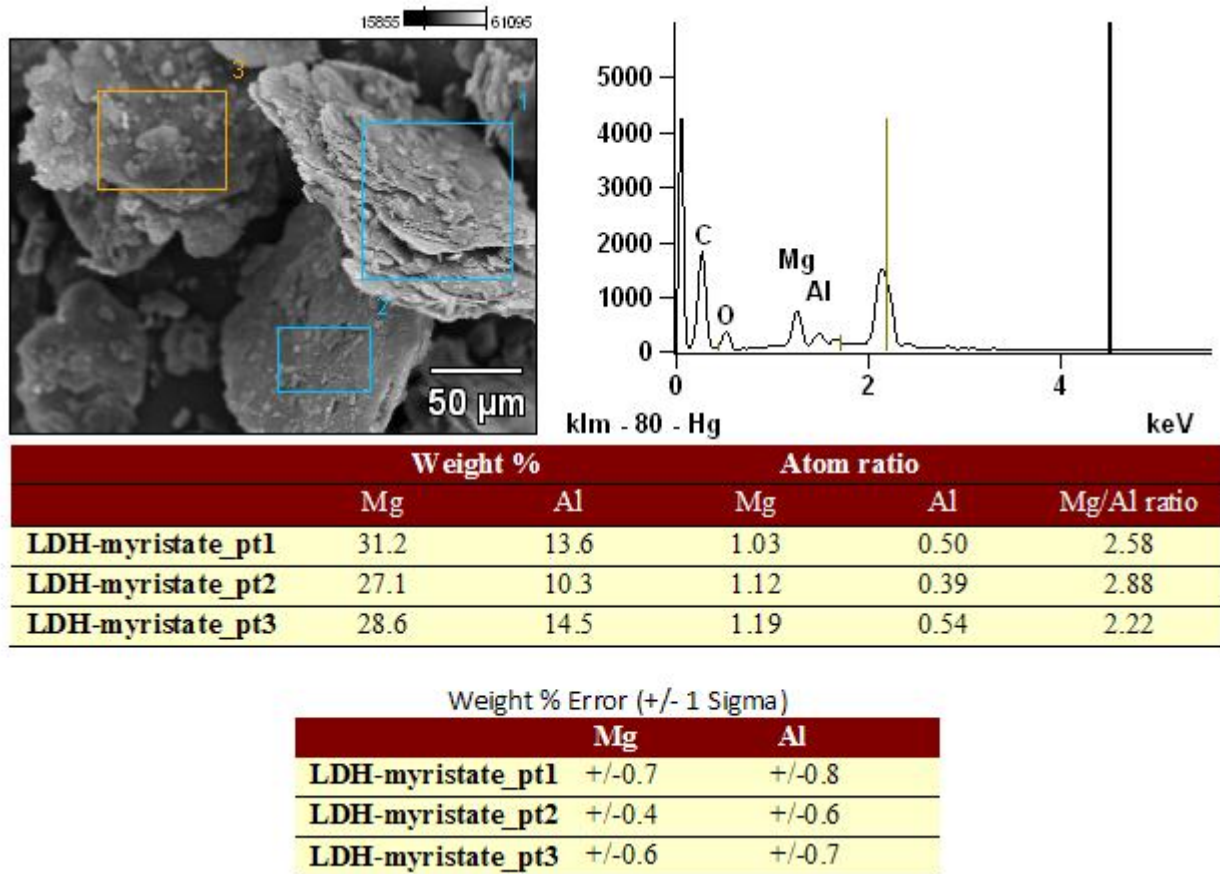 15855 61095
3
1
2
50 µm
5000
4000
3000
2000
1000
0
C
O
Mg
Al
0 2 4
klm - 80 - Hg keV
Weight % Atom ratio
Mg Al Mg Al Mg/Al ratio
LDH-myristate_pt1 31.2 13.6 1.03 0.50 2.58
LDH-myristate_pt2 27.1 10.3 1.12 0.39 2.88
LDH-myristate_pt3 28.6 14.5 1.19 0.54 2.22
Weight % Error (+/- 1 Sigma)
Mg Al
LDH-myristate_pt1 +/-0.7 +/-0.8
LDH-myristate_pt2 +/-0.4 +/-0.6
LDH-myristate_pt3 +/-0.6 +/-0.7